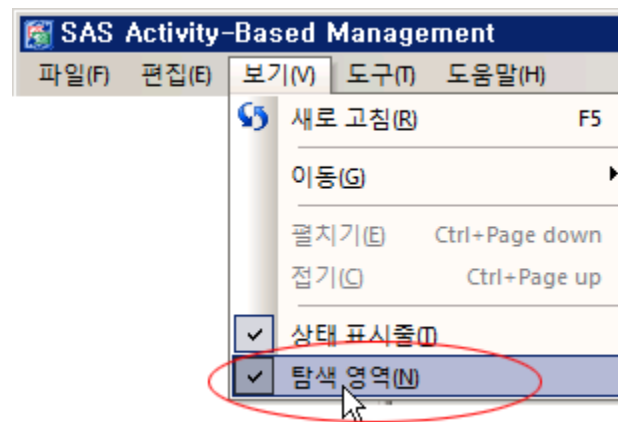 SAS Activity-Based Management
파일(F) 편집(E) 보기(V) 도구(T) 도움말(H)
새로 고침(R) F5
이동(G)
펼치기(E) Ctrl+Page down
접기(C) Ctrl+Page up
상태 표시줄(T)
탐색 영역(N)